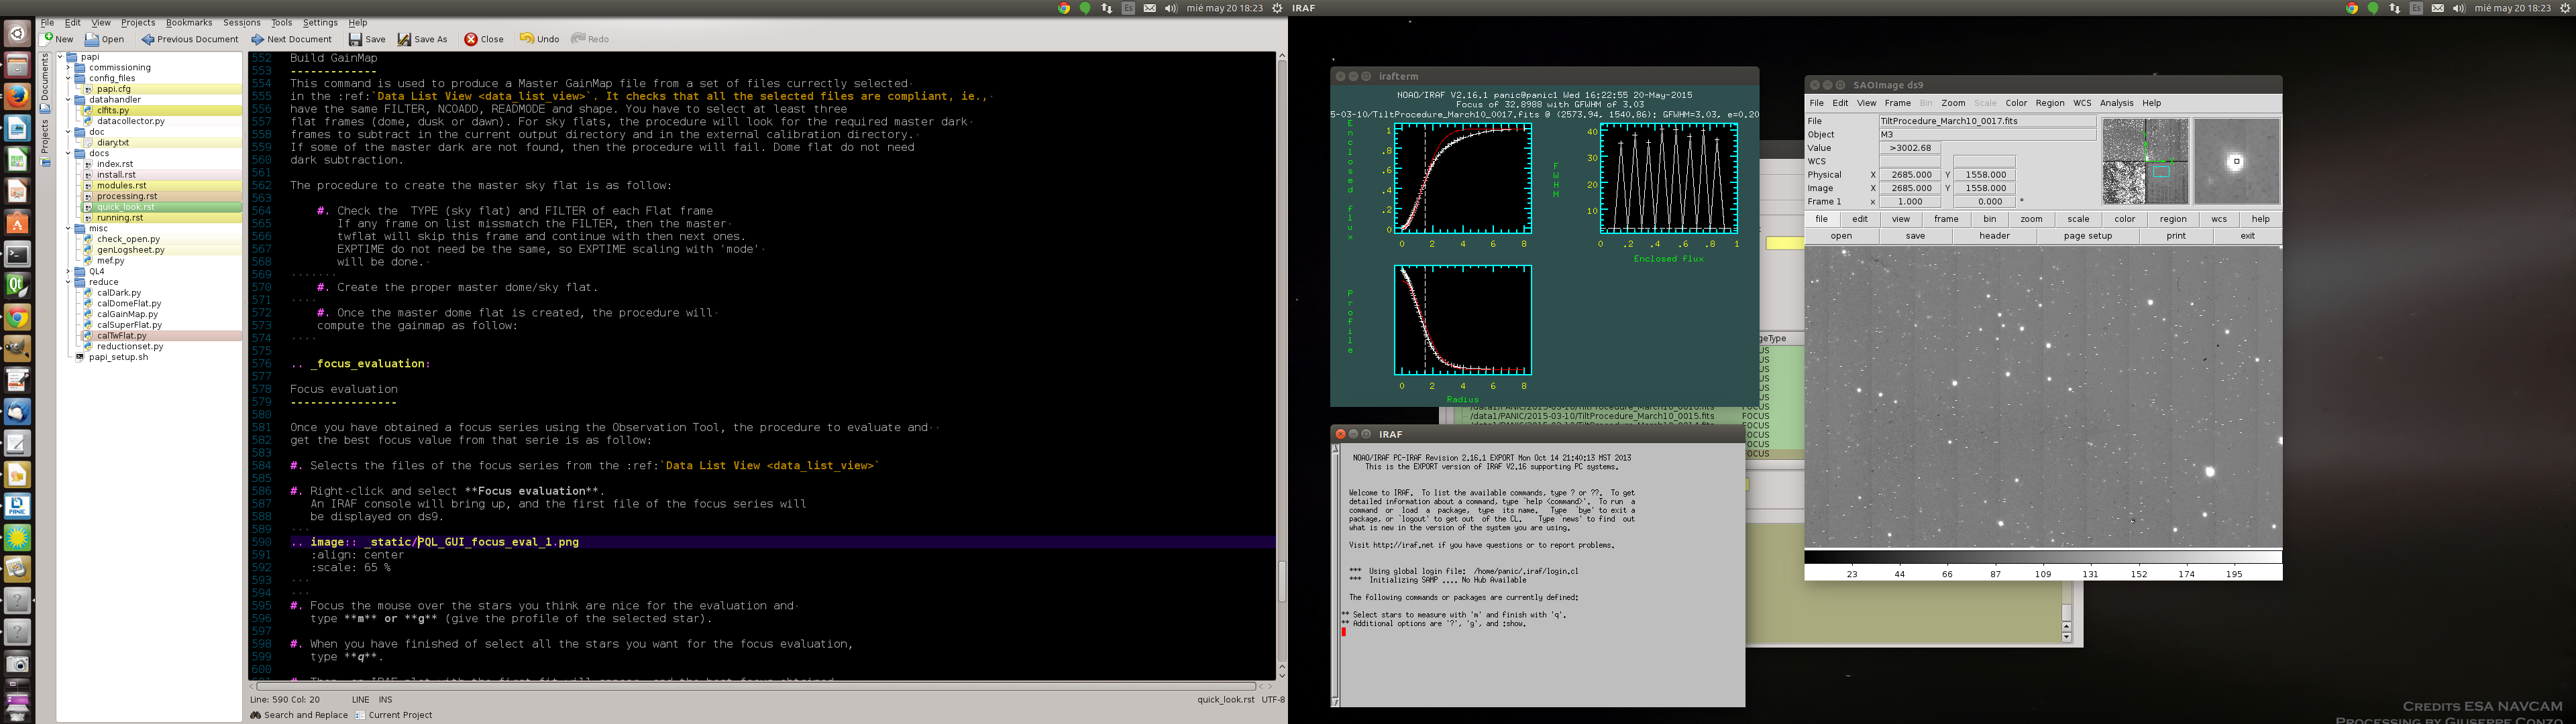 File Edit View Projects Bookmarks Sessions Tools Settings Help
Es mié may 20 18:23
New Open Previous Document Next Document Save Save As Close Undo Redo
Documents
Projects
papi
commissioning
config_files
papi.cfg
datahandler
clfits.py
datacollector.py
doc
diary.txt
docs
index.rst
install.rst
modules.rst
processing.rst
quick_look.rst
running.rst
misc
check_open.py
genLogsheet.py
mef.py
QL4
reduce
calDark.py
calDomeFlat.py
calGainMap.py
calSuperFlat.py
calTwFlat.py
reductionset.py
papi_setup.sh
552 Build GainMap
553 -------------
554 This command is used to produce a Master GainMap file from a set of files currectly selected
555 in the :ref:`Data List View <data_list_view>`. It checks that all the selected files are compliant, ie.,
556 have the same FILTER, NCOADD, READMODE and shape. You have to select at least three
557 flat frames (dome, dusk or dawn). For sky flats, the procedure will look for the required master dark
558 frames to subtract in the current output directory and in the external calibration directory.
559 If some of the master dark are not found, then the procedure will fail. Dome flat do not need
560 dark subtraction.
561
562 The procedure to create the master sky flat is as follow:
563
564 #. Check the  TYPE (sky flat) and FILTER of each Flat frame
565 If any frame on list missmatch the FILTER, then the master
566 twflat will skip this frame and continue with then next ones.
567 EXPTIME do not need be the same, so EXPTIME scaling with 'mode'
568 will be done.
569
570 #. Create the proper master dome/sky flat.
571
572 #. Once the master dome flat is created, the procedure will
573 compute the gainmap as follow:
574
575
576 .. _focus_evaluation:
577
578 Focus evaluation
579 ----------------
580
581 Once you have obtained a focus series using the Observation Tool, the procedure to evaluate and
582 get the best focus value from that serie is as follow:
583
584 #. Selects the files of the focus series from the :ref:`Data List View <data_list_view>`
585
586 #. Right-click and select **Focus evaluation**.
587 An IRAF console will bring up, and the first file of the focus series will
588 be displayed on ds9.
589
590 .. image:: _static/PQL_GUI_focus_eval_1.png
591 :align: center
592 :scale: 65 %
593
594
595 #. Focus the mouse over the stars you think are nice for the evaluation and
596 type **m** or **g** (give the profile of the selected star).
597
598 #. When you have finished of select all the stars you want for the focus evaluation,
599 type **q**.
600
Line: 590 Col: 20 LINE INS quick_look.rst UTF-8
Search and Replace Current Project
IRAF
Es mié may 20 18:23
irafterm
NOAO/IRAF V2.16.1 panic@panic1 Wed 16:22:55 20-May-2015
Focus of 32.8988 with GFWHM of 3.03
5-03-10/TiltProcedure_March10_0017.fits @ (2573.94, 1540.86): GFWHM=3.03, e=0.20
Enclosed flux
1
.8
.6
.4
.2
0
0 2 4 6 8
FWHM
40
30
20
10
0 .2 .4 .6 .8 1
Enclosed flux
Profile
0 2 4 6 8
Radius
geType
/data1/PANIC/2015-03-10/TiltProcedure_March10_0015.fits FOCUS
IRAF
NOAO/IRAF PC-IRAF Revision 2.16.1 EXPORT Mon Oct 14 21:40:13 MST 2013
This is the EXPORT version of IRAF V2.16 supporting PC systems.
Welcome to IRAF. To list the available commands, type ? or ??. To get
detailed information about a command, type `help <command>'. To run a
command or load a package, type its name. Type `bye' to exit a
package, or `logout' to get out of the CL. Type `news' to find out
what is new in the version of the system you are using.
Visit http://iraf.net if you have questions or to report problems.
*** Using global login file: /home/panic/.iraf/login.cl
*** Initializing SAMP .... No Hub Available
The following commands or packages are currently defined:
** Select stars to measure with 'm' and finish with 'q'.
** Additional options are '?', 'g', and :show.
SAOImage ds9
File Edit View Frame Bin Zoom Scale Color Region WCS Analysis Help
File TiltProcedure_March10_0017.fits
Object M3
Value >3002.68
WCS
Physical X 2685.000 Y 1558.000
Image X 2685.000 Y 1558.000
Frame 1 x 1.000 0.000 °
file edit view frame bin zoom scale color region wcs help
open save header page setup print exit
23 44 66 87 109 131 152 174 195
CREDITS ESA NAVCAM
PROCESSING BY GIUSEPPE CONZO